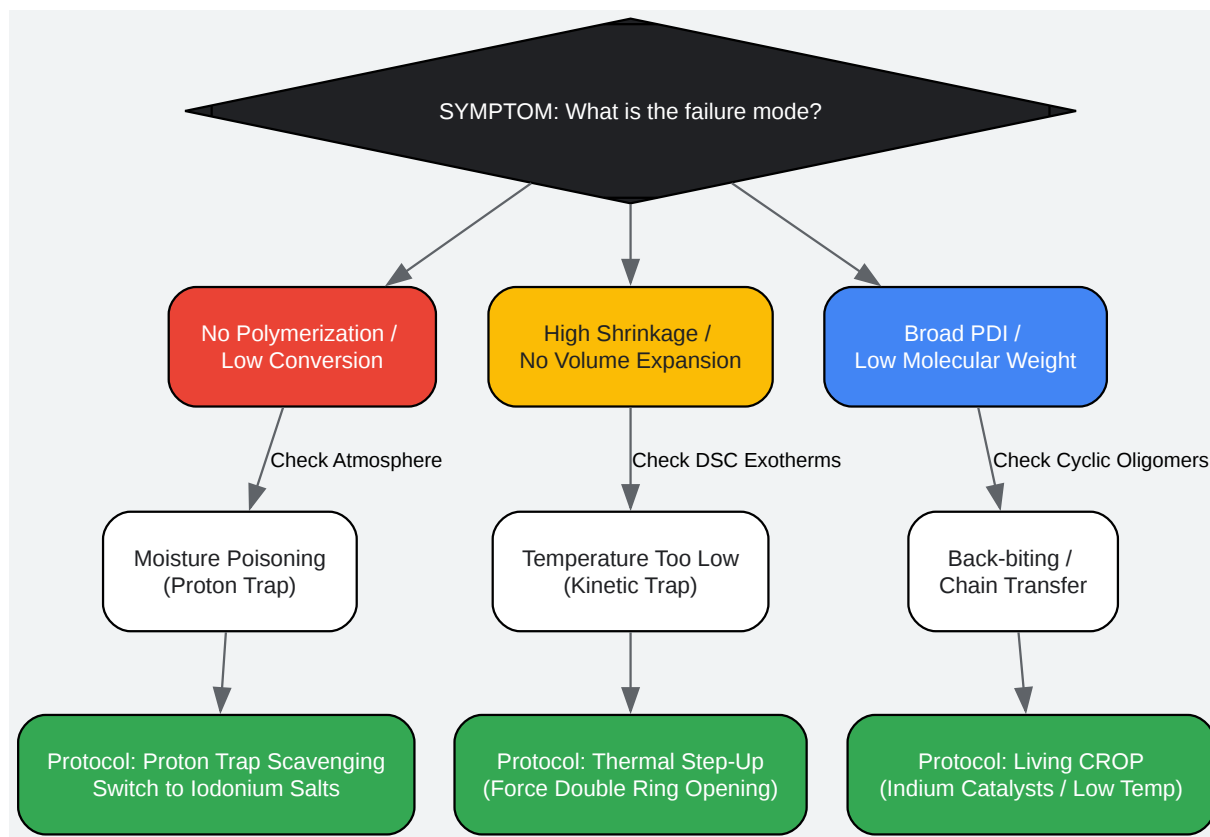 SYMPTOM: What is the failure mode?
No Polymerization /
Low Conversion
High Shrinkage /
No Volume Expansion
Broad PDI /
Low Molecular Weight
Check Atmosphere
Check DSC Exotherms
Check Cyclic Oligomers
Moisture Poisoning
(Proton Trap)
Temperature Too Low
(Kinetic Trap)
Back-biting /
Chain Transfer
Protocol: Proton Trap Scavenging
Switch to Iodonium Salts
Protocol: Thermal Step-Up
(Force Double Ring Opening)
Protocol: Living CROP
(Indium Catalysts / Low Temp)